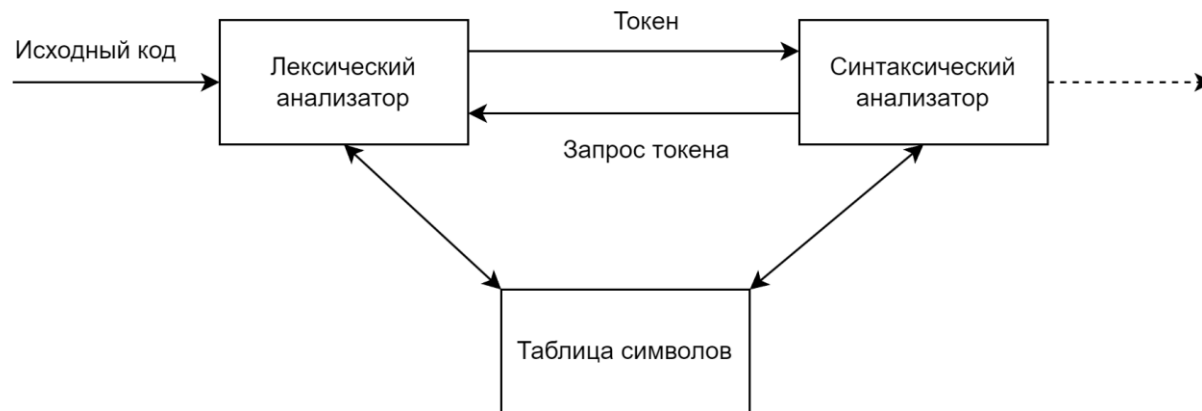 Токен
Исходный код
Лексический
анализатор
Синтаксический
анализатор
Запрос токена
Таблица символов